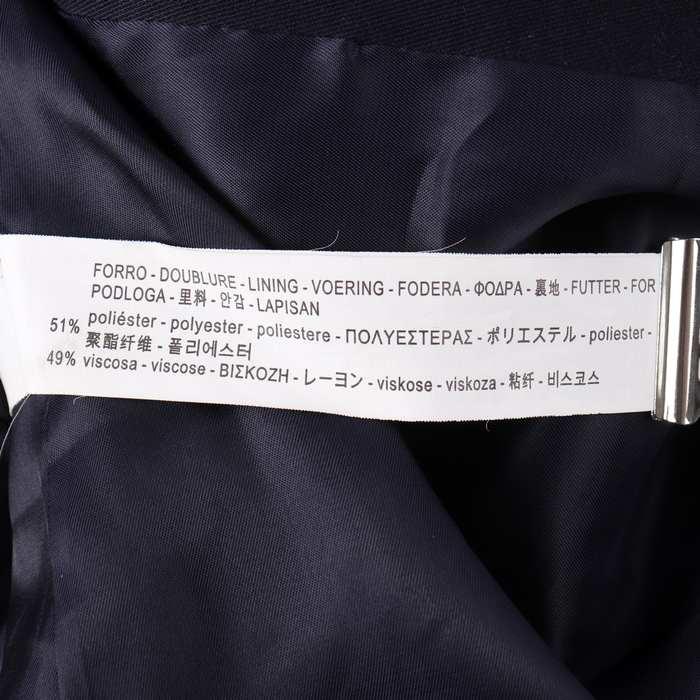 FORRO - DOUBLURE - LINING - VOERING - FODERA - ΦΟΔΡΑ - 裏地 - FUTTER - FOR
PODLOGA - 里料 - 안감 - LAPISAN
51% poliéster - polyester - poliestere - ΠΟΛΥΕΣΤΕΡΑΣ - ポリエステル - poliester -
聚酯纤维 - 폴리에스터
49% viscosa - viscose - ΒΙΣΚΟΖΗ - レーヨン - viskose - viskoza - 粘纤 - 비스코스